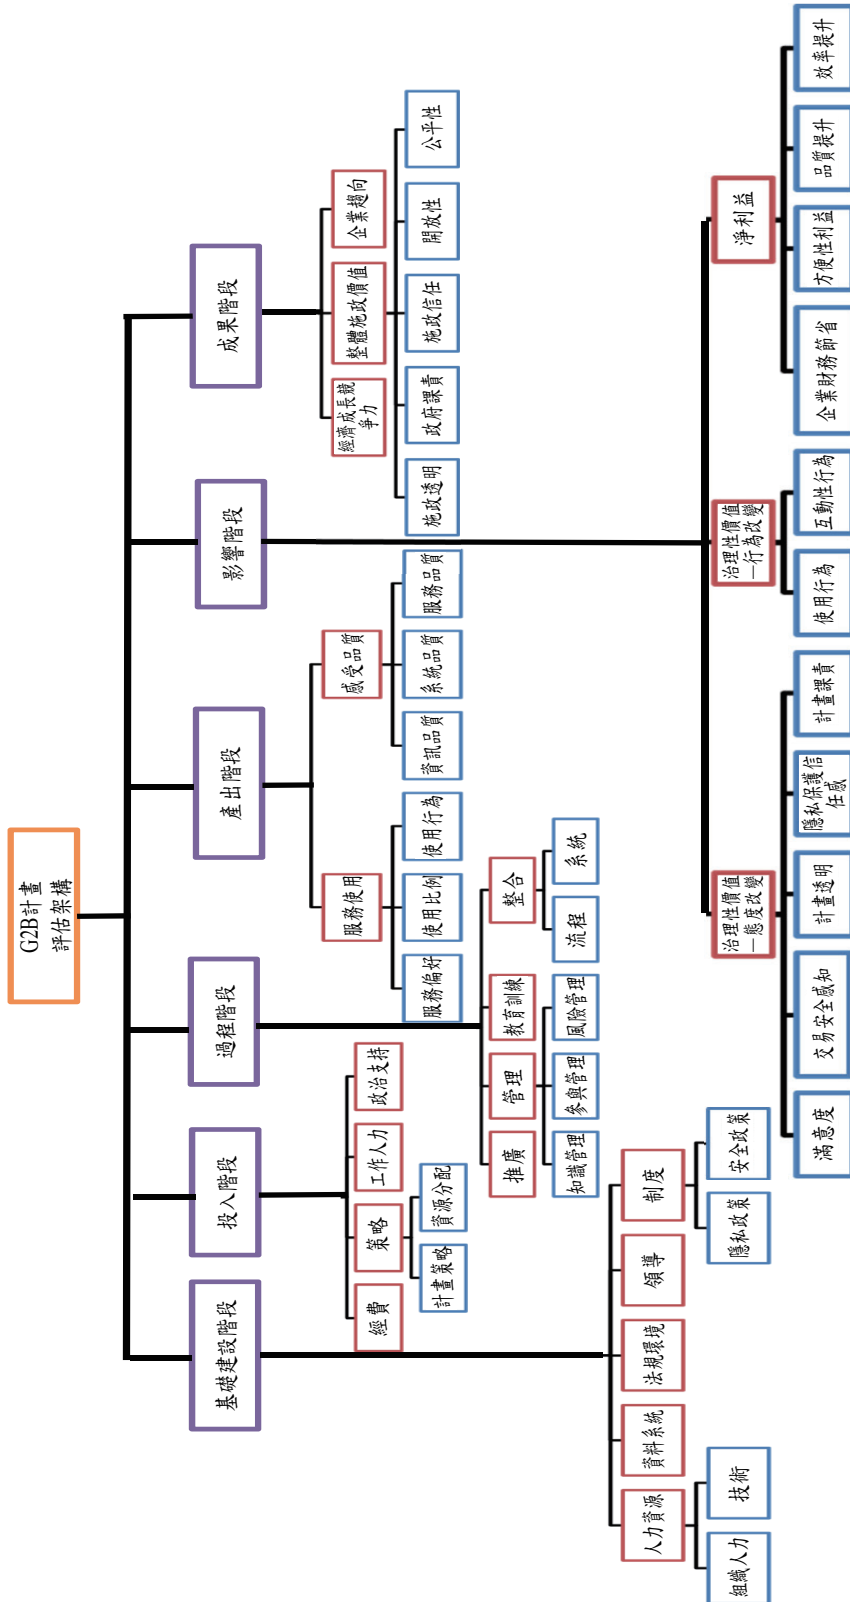 G2B計畫
評估架構
基礎建設階段
投入階段
過程階段
產出階段
影響階段
成果階段
人力資源
資料系統
法規環境
領導
制度
組織人力
技術
隱私政策
安全政策
經費
策略
工作人力
政治支持
計畫策略
資源分配
推廣
管理
教育訓練
整合
知識管理
參與管理
風險管理
流程
系統
服務使用
感受品質
服務偏好
使用比例
使用行為
資訊品質
系統品質
服務品質
治理性價值
—態度改變
治理性價值
—行為改變
淨利益
滿意度
交易安全感知
計畫透明
隱私保護信
任感
計畫課責
使用行為
互動性行為
企業財務節省
方便性利益
品質提升
效率提升
經濟成長競
爭力
整體施政價值
企業趨向
施政透明
政府課責
施政信任
開放性
公平性